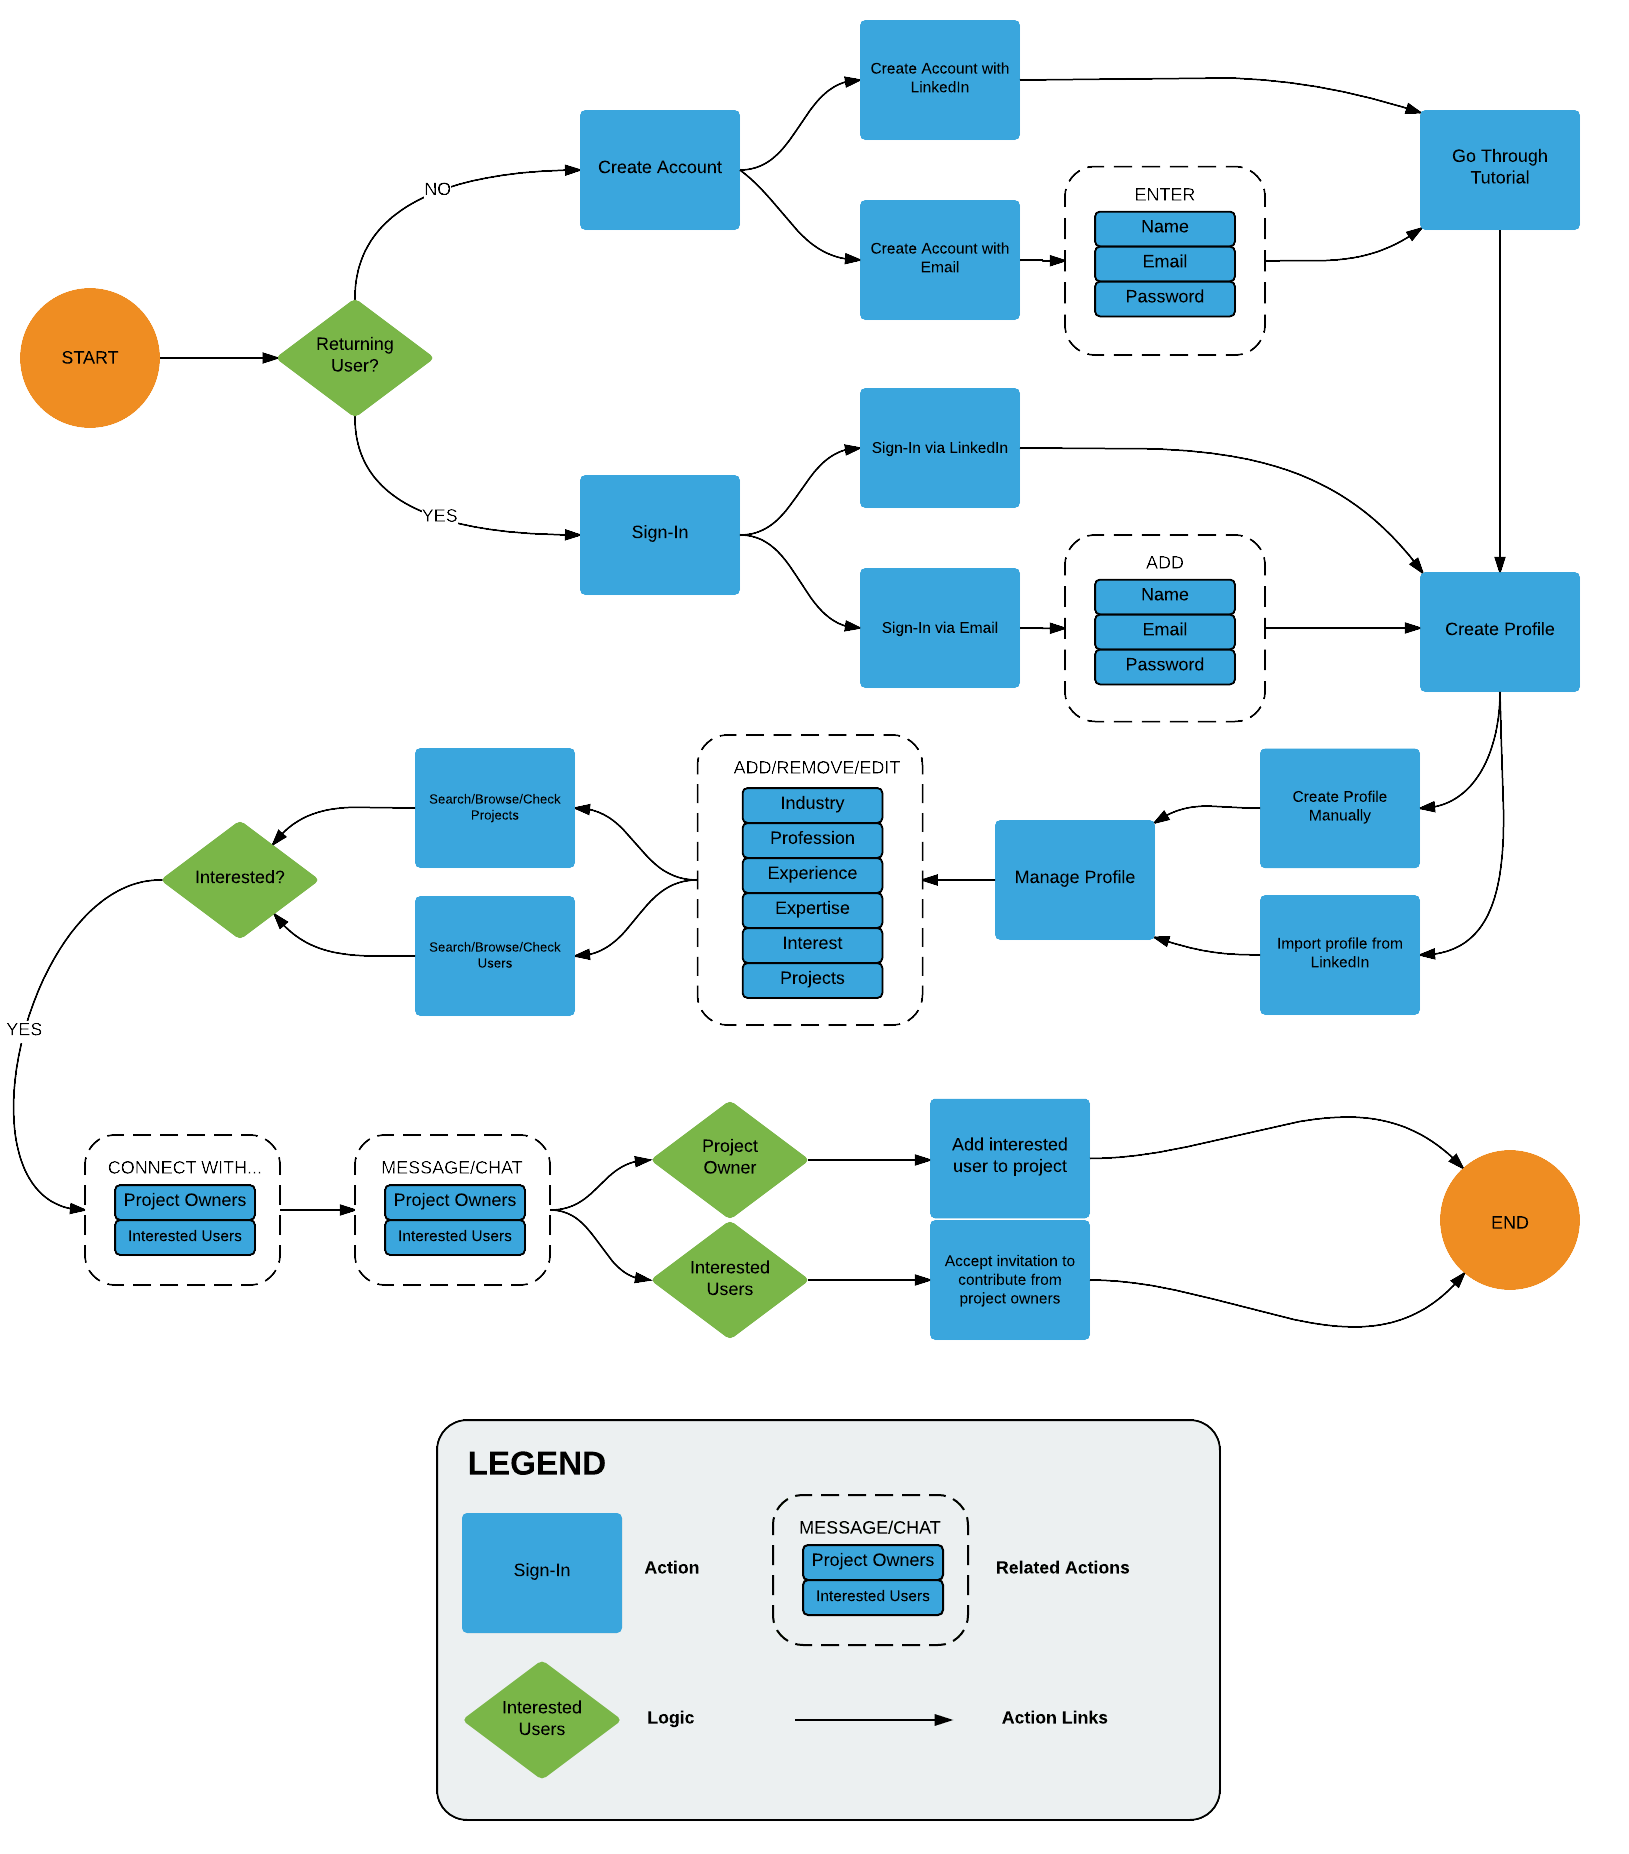 Create Account with
LinkedIn
Create Account
Go Through
Tutorial
NO
ENTER
Name
Email
Password
Create Account with
Email
START
Returning
User?
Sign-In via LinkedIn
YES
Sign-In
ADD
Name
Email
Password
Sign-In via Email
Create Profile
Search/Browse/Check
Projects
ADD/REMOVE/EDIT
Industry
Profession
Experience
Expertise
Interest
Projects
Create Profile
Manually
Interested?
Manage Profile
Search/Browse/Check
Users
Import profile from
LinkedIn
YES
CONNECT WITH...
Project Owners
Interested Users
MESSAGE/CHAT
Project Owners
Interested Users
Project
Owner
Add interested
user to project
Interested
Users
Accept invitation to
contribute from
project owners
END
LEGEND
Sign-In
Action
MESSAGE/CHAT
Project Owners
Interested Users
Related Actions
Interested
Users
Logic
Action Links